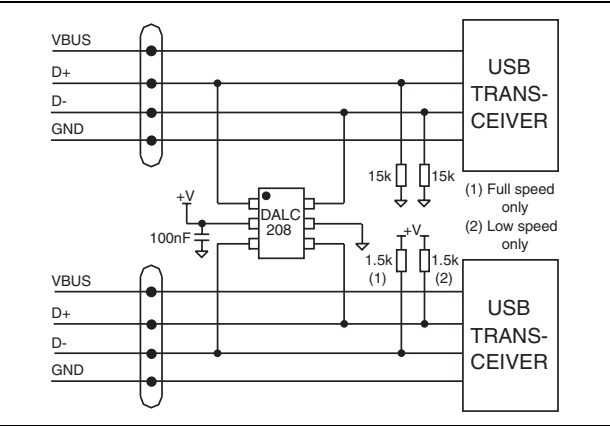 VBUS
D+
D-
GND
USB
TRANS-
CEIVER
15k
15k
(1) Full speed
only
(2) Low speed
only
+V
DALC
208
100nF
+V
1.5k
(1)
1.5k
(2)
VBUS
D+
D-
GND
USB
TRANS-
CEIVER